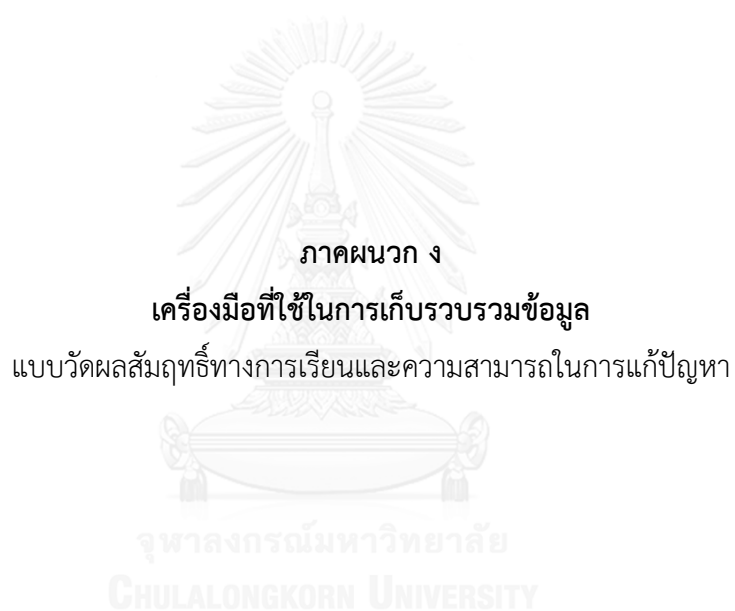 ภาคผนวก ง
เครื่องมือที่ใช้ในการเก็บรวบรวมข้อมูล
แบบวัดผลสัมฤทธิ์ทางการเรียนและความสามารถในการแก้ปัญหา
จุฬาลงกรณ์มหาวิทยาลัย
CHULALONGKORN UNIVERSITY